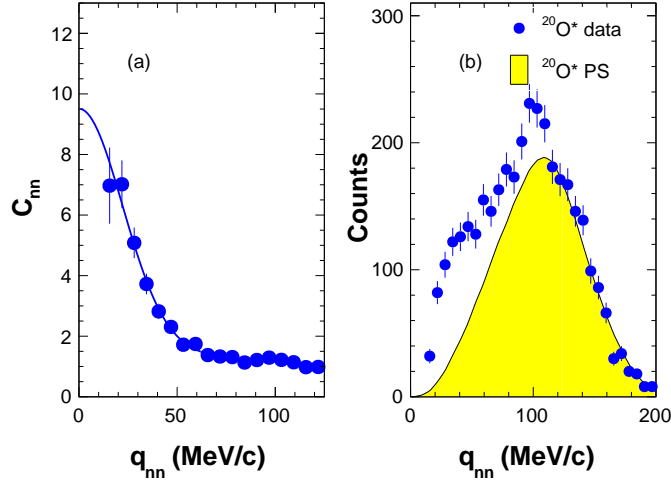 (a)
C_nn
12
10
8
6
4
2
0
0
50
100
q_nn (MeV/c)
(b)
²⁰O* data
²⁰O* PS
Counts
300
200
100
0
0
100
200
q_nn (MeV/c)